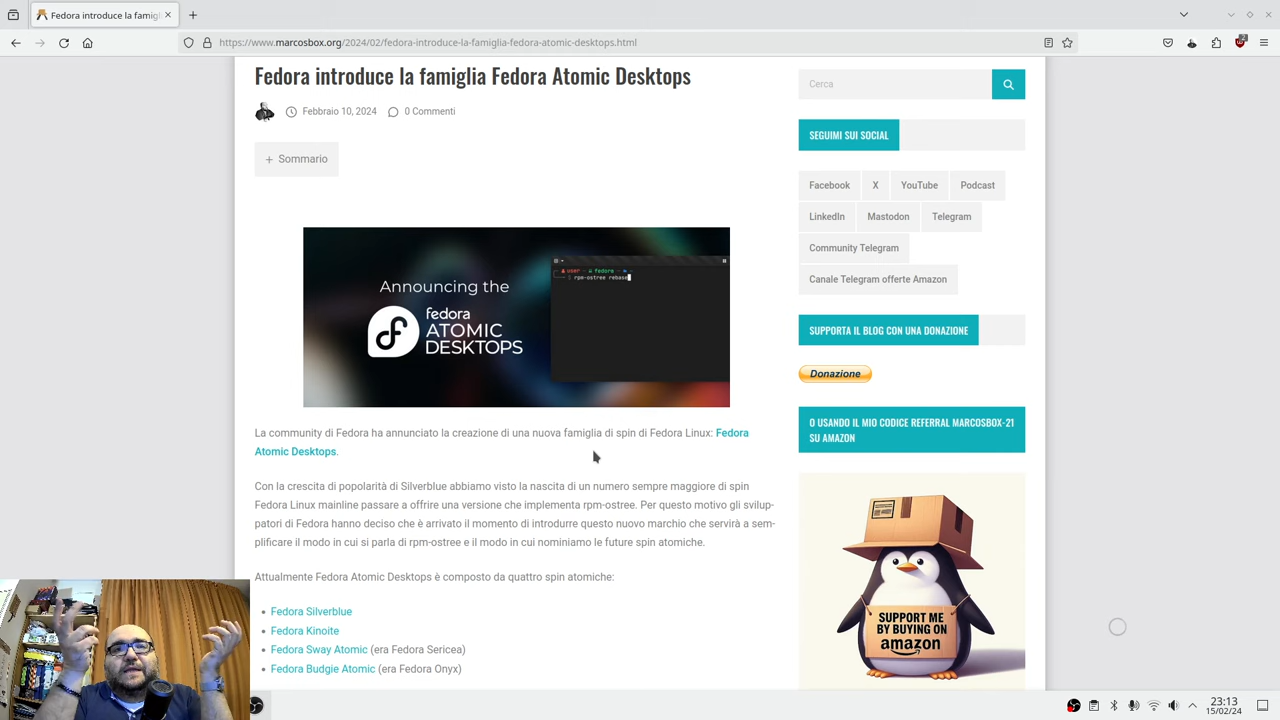 Fedora introduce la famigl
https://www.marcosbox.org/2024/02/fedora-introduce-la-famiglia-fedora-atomic-desktops.html
Fedora introduce la famiglia Fedora Atomic Desktops
Febbraio 10, 2024 0 Commenti
+ Sommario
Announcing the
fedora
ATOMIC
DESKTOPS
user fedora ~
rpm-ostree rebase
La community di Fedora ha annunciato la creazione di una nuova famiglia di spin di Fedora Linux: Fedora
Atomic Desktops.
Con la crescita di popolarità di Silverblue abbiamo visto la nascita di un numero sempre maggiore di spin
Fedora Linux mainline passare a offrire una versione che implementa rpm-ostree. Per questo motivo gli svilup-
patori di Fedora hanno deciso che è arrivato il momento di introdurre questo nuovo marchio che servirà a sem-
plificare il modo in cui si parla di rpm-ostree e il modo in cui nominiamo le future spin atomiche.
Attualmente Fedora Atomic Desktops è composto da quattro spin atomiche:
• Fedora Silverblue
• Fedora Kinoite
• Fedora Sway Atomic (era Fedora Sericea)
• Fedora Budgie Atomic (era Fedora Onyx)
Cerca
SEGUIMI SUI SOCIAL
Facebook X YouTube Podcast
LinkedIn Mastodon Telegram
Community Telegram
Canale Telegram offerte Amazon
SUPPORTA IL BLOG CON UNA DONAZIONE
Donazione
O USANDO IL MIO CODICE REFERRAL MARCOSBOX-21
SU AMAZON
SUPPORT ME
BY BUYING ON
amazon
23:13
15/02/24